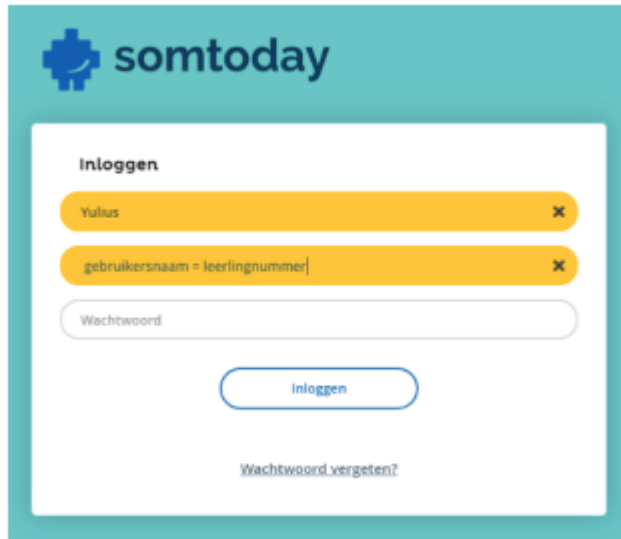 somtoday
Inloggen
Yulius
gebruikersnaam = leerlingnummer
Wachtwoord
Inloggen
Wachtwoord vergeten?